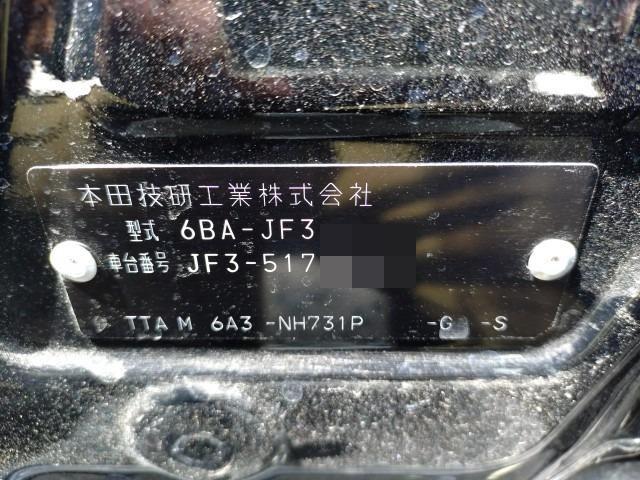 本田技研工業株式会社
型式 6BA-JF3
車台番号 JF3-517
TTA M 6A3 -NH731P -G -S